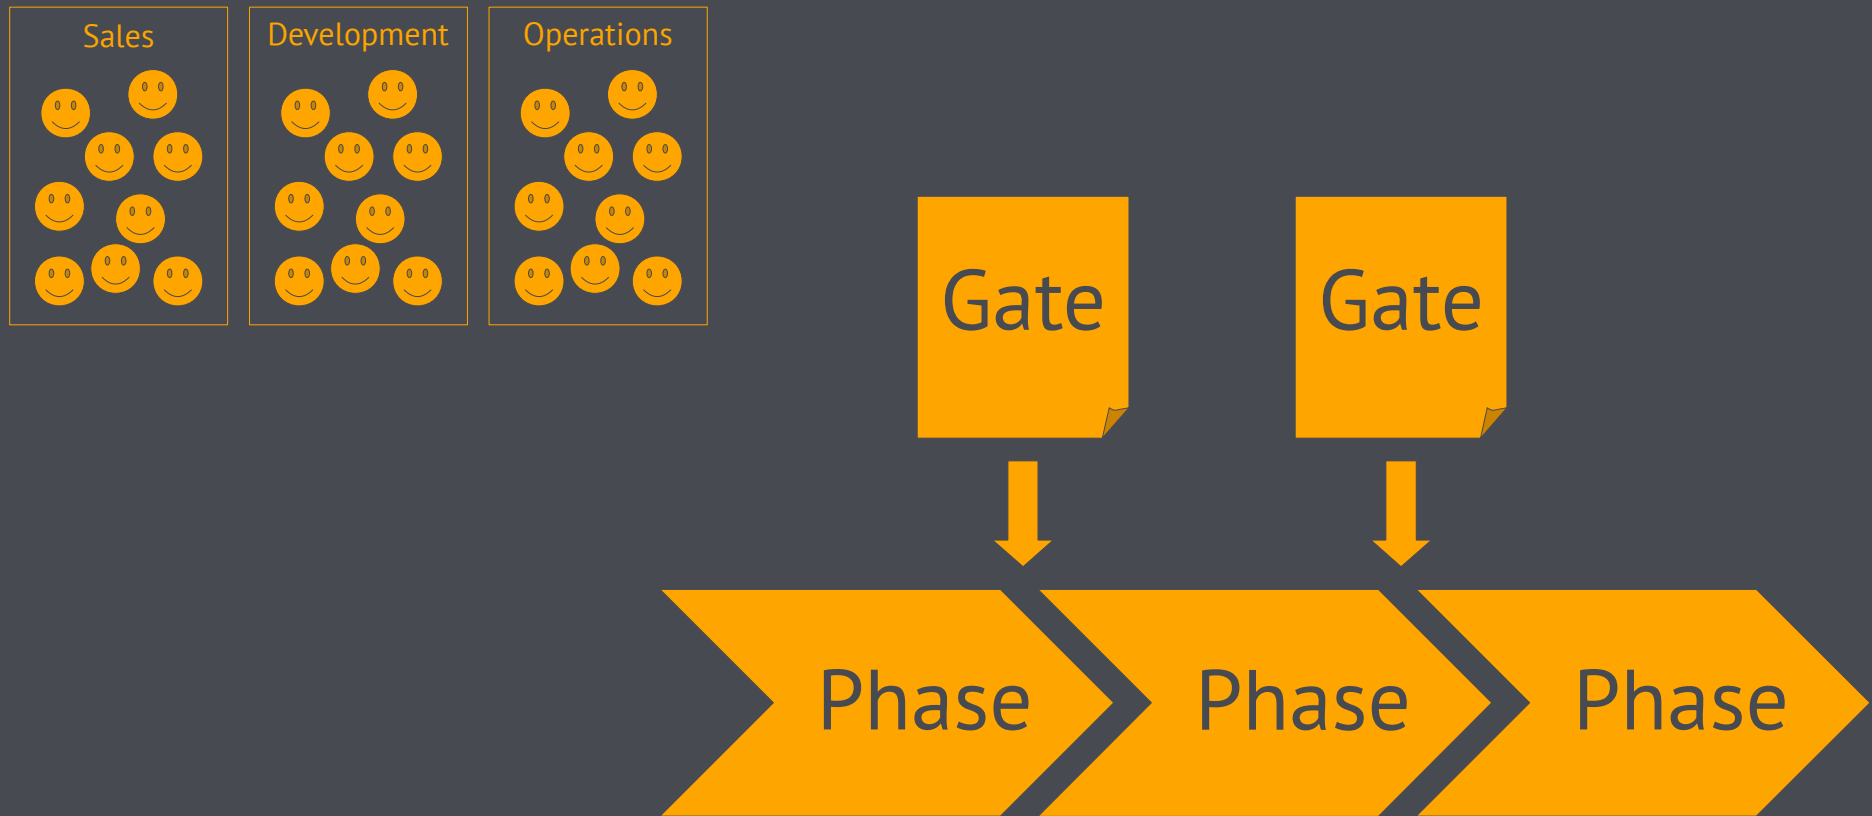 Sales
Development
Operations
Gate
Gate
Phase
Phase
Phase